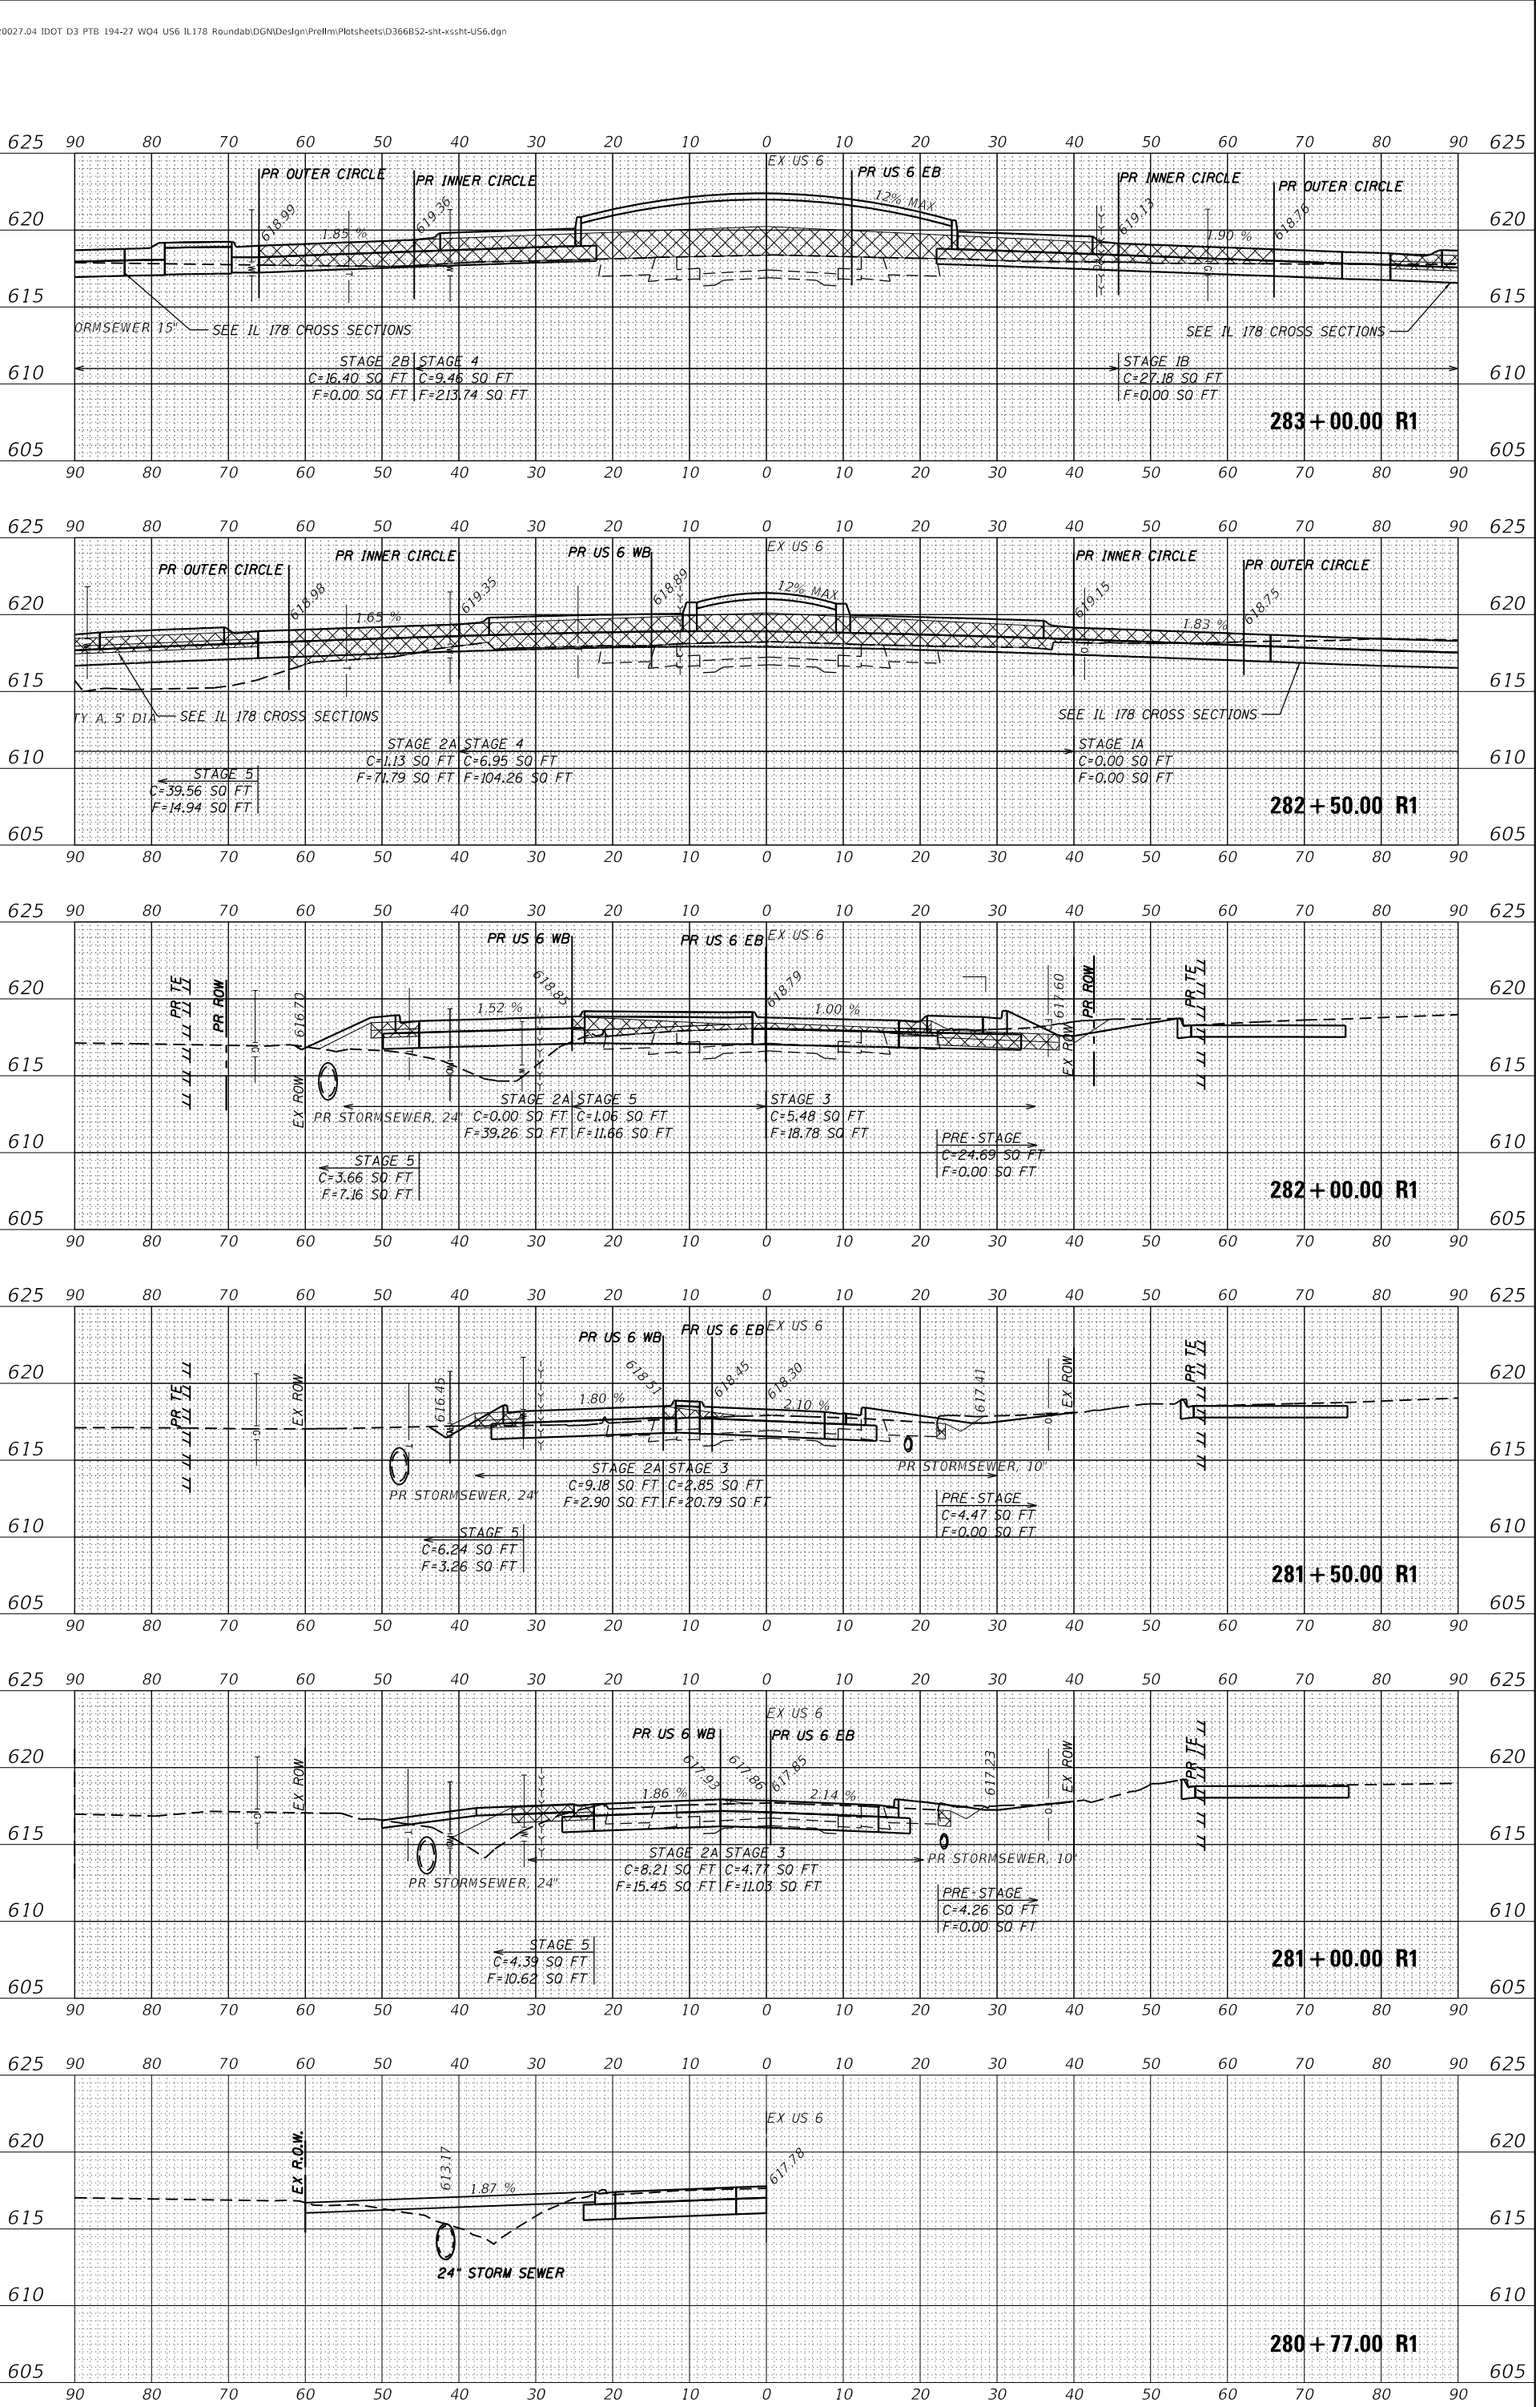 20027.04 IDOT D3 PTB 194-27 WO4 US6 IL178 Roundab\DGN\Design\Prelim\Plotsheets\D366B52-sht-xssht-US6.dgn
625 90 80 70 60 50 40 30 20 10 0 10 20 30 40 50 60 70 80 90 625
EX US 6
PR OUTER CIRCLE PR INNER CIRCLE PR US 6 EB PR INNER CIRCLE PR OUTER CIRCLE
618.99 1.85 % 619.36 12% MAX 619.13 1.90 % 618.76
620 620
615 615
ORMSEWER 15" SEE IL 178 CROSS SECTIONS SEE IL 178 CROSS SECTIONS
STAGE 2B STAGE 4 STAGE 1B
C=16.40 SQ FT C=9.46 SQ FT C=27.18 SQ FT
F=0.00 SQ FT F=213.74 SQ FT F=0.00 SQ FT
610 610
283+00.00 R1
605 605
90 80 70 60 50 40 30 20 10 0 10 20 30 40 50 60 70 80 90
625 90 80 70 60 50 40 30 20 10 0 10 20 30 40 50 60 70 80 90 625
EX US 6
PR OUTER CIRCLE PR INNER CIRCLE PR US 6 WB PR INNER CIRCLE PR OUTER CIRCLE
618.98 1.65 % 619.35 618.89 12% MAX 619.15 1.83 % 618.75
620 620
615 615
TY A, 5' DIA SEE IL 178 CROSS SECTIONS SEE IL 178 CROSS SECTIONS
STAGE 2A STAGE 4 STAGE 1A
C=1.13 SQ FT C=6.95 SQ FT C=0.00 SQ FT
F=71.79 SQ FT F=104.26 SQ FT F=0.00 SQ FT
610 610
STAGE 5
C=39.56 SQ FT
F=14.94 SQ FT
282+50.00 R1
605 605
90 80 70 60 50 40 30 20 10 0 10 20 30 40 50 60 70 80 90
625 90 80 70 60 50 40 30 20 10 0 10 20 30 40 50 60 70 80 90 625
PR US 6 WB PR US 6 EB EX US 6
PR TE PR ROW 616.70 1.52 % 618.85 618.79 1.00 % 617.60 PR ROW PR TE
620 620
615 615
EX ROW EX ROW
PR STORMSEWER, 24"
STAGE 2A STAGE 5 STAGE 3
C=0.00 SQ FT C=1.06 SQ FT C=5.48 SQ FT
F=39.26 SQ FT F=11.66 SQ FT F=18.78 SQ FT
PRE-STAGE
C=24.69 SQ FT
F=0.00 SQ FT
610 610
STAGE 5
C=3.66 SQ FT
F=7.16 SQ FT
282+00.00 R1
605 605
90 80 70 60 50 40 30 20 10 0 10 20 30 40 50 60 70 80 90
625 90 80 70 60 50 40 30 20 10 0 10 20 30 40 50 60 70 80 90 625
PR US 6 WB PR US 6 EB EX US 6
PR TE EX ROW 616.45 1.80 % 618.51 618.45 618.30 2.10 % 617.41 EX ROW PR TE
620 620
615 615
PR STORMSEWER, 24" PR STORMSEWER, 10"
STAGE 2A STAGE 3
C=9.18 SQ FT C=2.85 SQ FT
F=2.90 SQ FT F=20.79 SQ FT
PRE-STAGE
C=4.47 SQ FT
F=0.00 SQ FT
610 610
STAGE 5
C=6.24 SQ FT
F=3.26 SQ FT
281+50.00 R1
605 605
90 80 70 60 50 40 30 20 10 0 10 20 30 40 50 60 70 80 90
625 90 80 70 60 50 40 30 20 10 0 10 20 30 40 50 60 70 80 90 625
EX US 6
PR US 6 WB PR US 6 EB
EX ROW 1.86 % 617.93 617.86 617.85 2.14 % 617.23 EX ROW PR TE
620 620
615 615
PR STORMSEWER, 24" PR STORMSEWER, 10"
STAGE 2A STAGE 3
C=8.21 SQ FT C=4.77 SQ FT
F=15.45 SQ FT F=11.03 SQ FT
PRE-STAGE
C=4.26 SQ FT
F=0.00 SQ FT
610 610
STAGE 5
C=4.39 SQ FT
F=10.62 SQ FT
281+00.00 R1
605 605
90 80 70 60 50 40 30 20 10 0 10 20 30 40 50 60 70 80 90
625 90 80 70 60 50 40 30 20 10 0 10 20 30 40 50 60 70 80 90 625
EX US 6
620 620
EX R.O.W. 613.17 1.87 % 617.78
615 615
24" STORM SEWER
610 610
280+77.00 R1
605 605
90 80 70 60 50 40 30 20 10 0 10 20 30 40 50 60 70 80 90